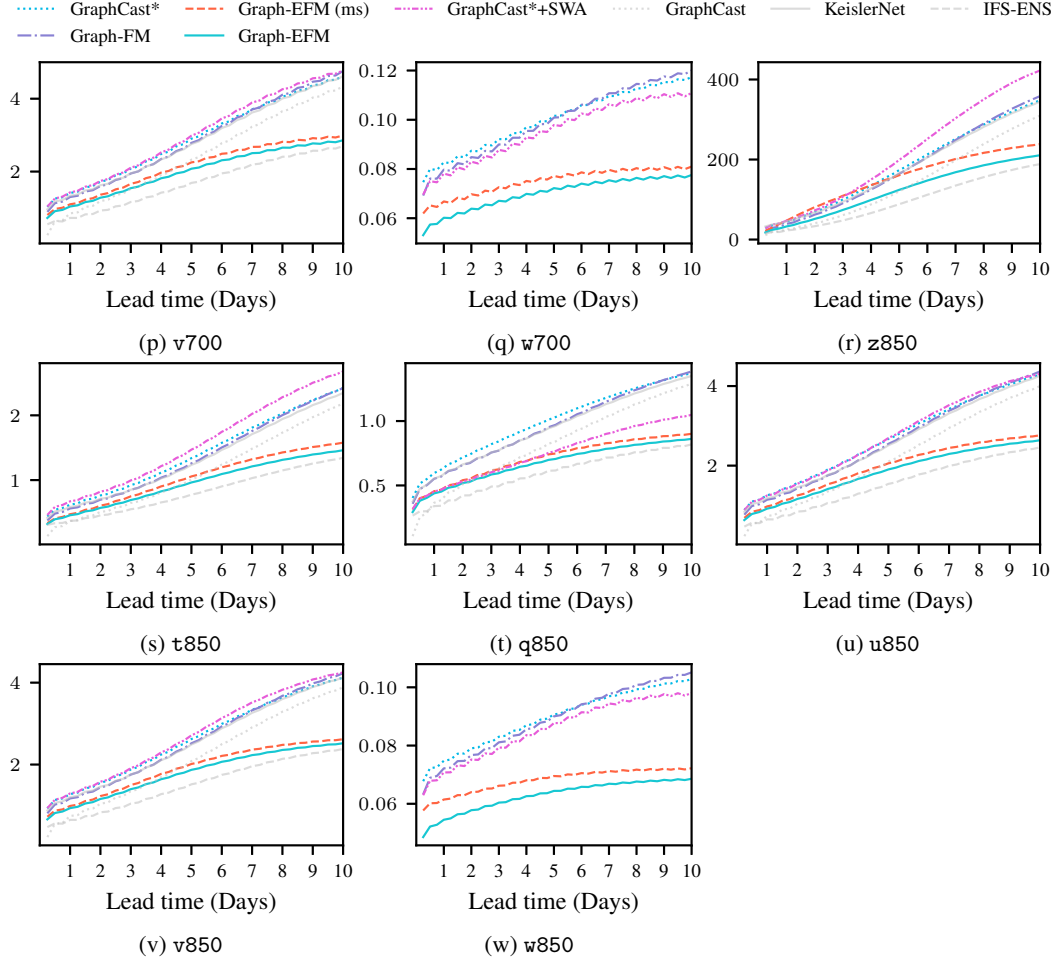 GraphCast* Graph-EFM (ms) GraphCast*+SWA GraphCast KeislerNet IFS-ENS
Graph-FM Graph-EFM
4
2
1 2 3 4 5 6 7 8 9 10
Lead time (Days)
(p) v700
0.12
0.10
0.08
0.06
1 2 3 4 5 6 7 8 9 10
Lead time (Days)
(q) w700
400
200
0
1 2 3 4 5 6 7 8 9 10
Lead time (Days)
(r) z850
2
1
1 2 3 4 5 6 7 8 9 10
Lead time (Days)
(s) t850
1.0
0.5
1 2 3 4 5 6 7 8 9 10
Lead time (Days)
(t) q850
4
2
1 2 3 4 5 6 7 8 9 10
Lead time (Days)
(u) u850
4
2
1 2 3 4 5 6 7 8 9 10
Lead time (Days)
(v) v850
0.10
0.08
0.06
1 2 3 4 5 6 7 8 9 10
Lead time (Days)
(w) w850